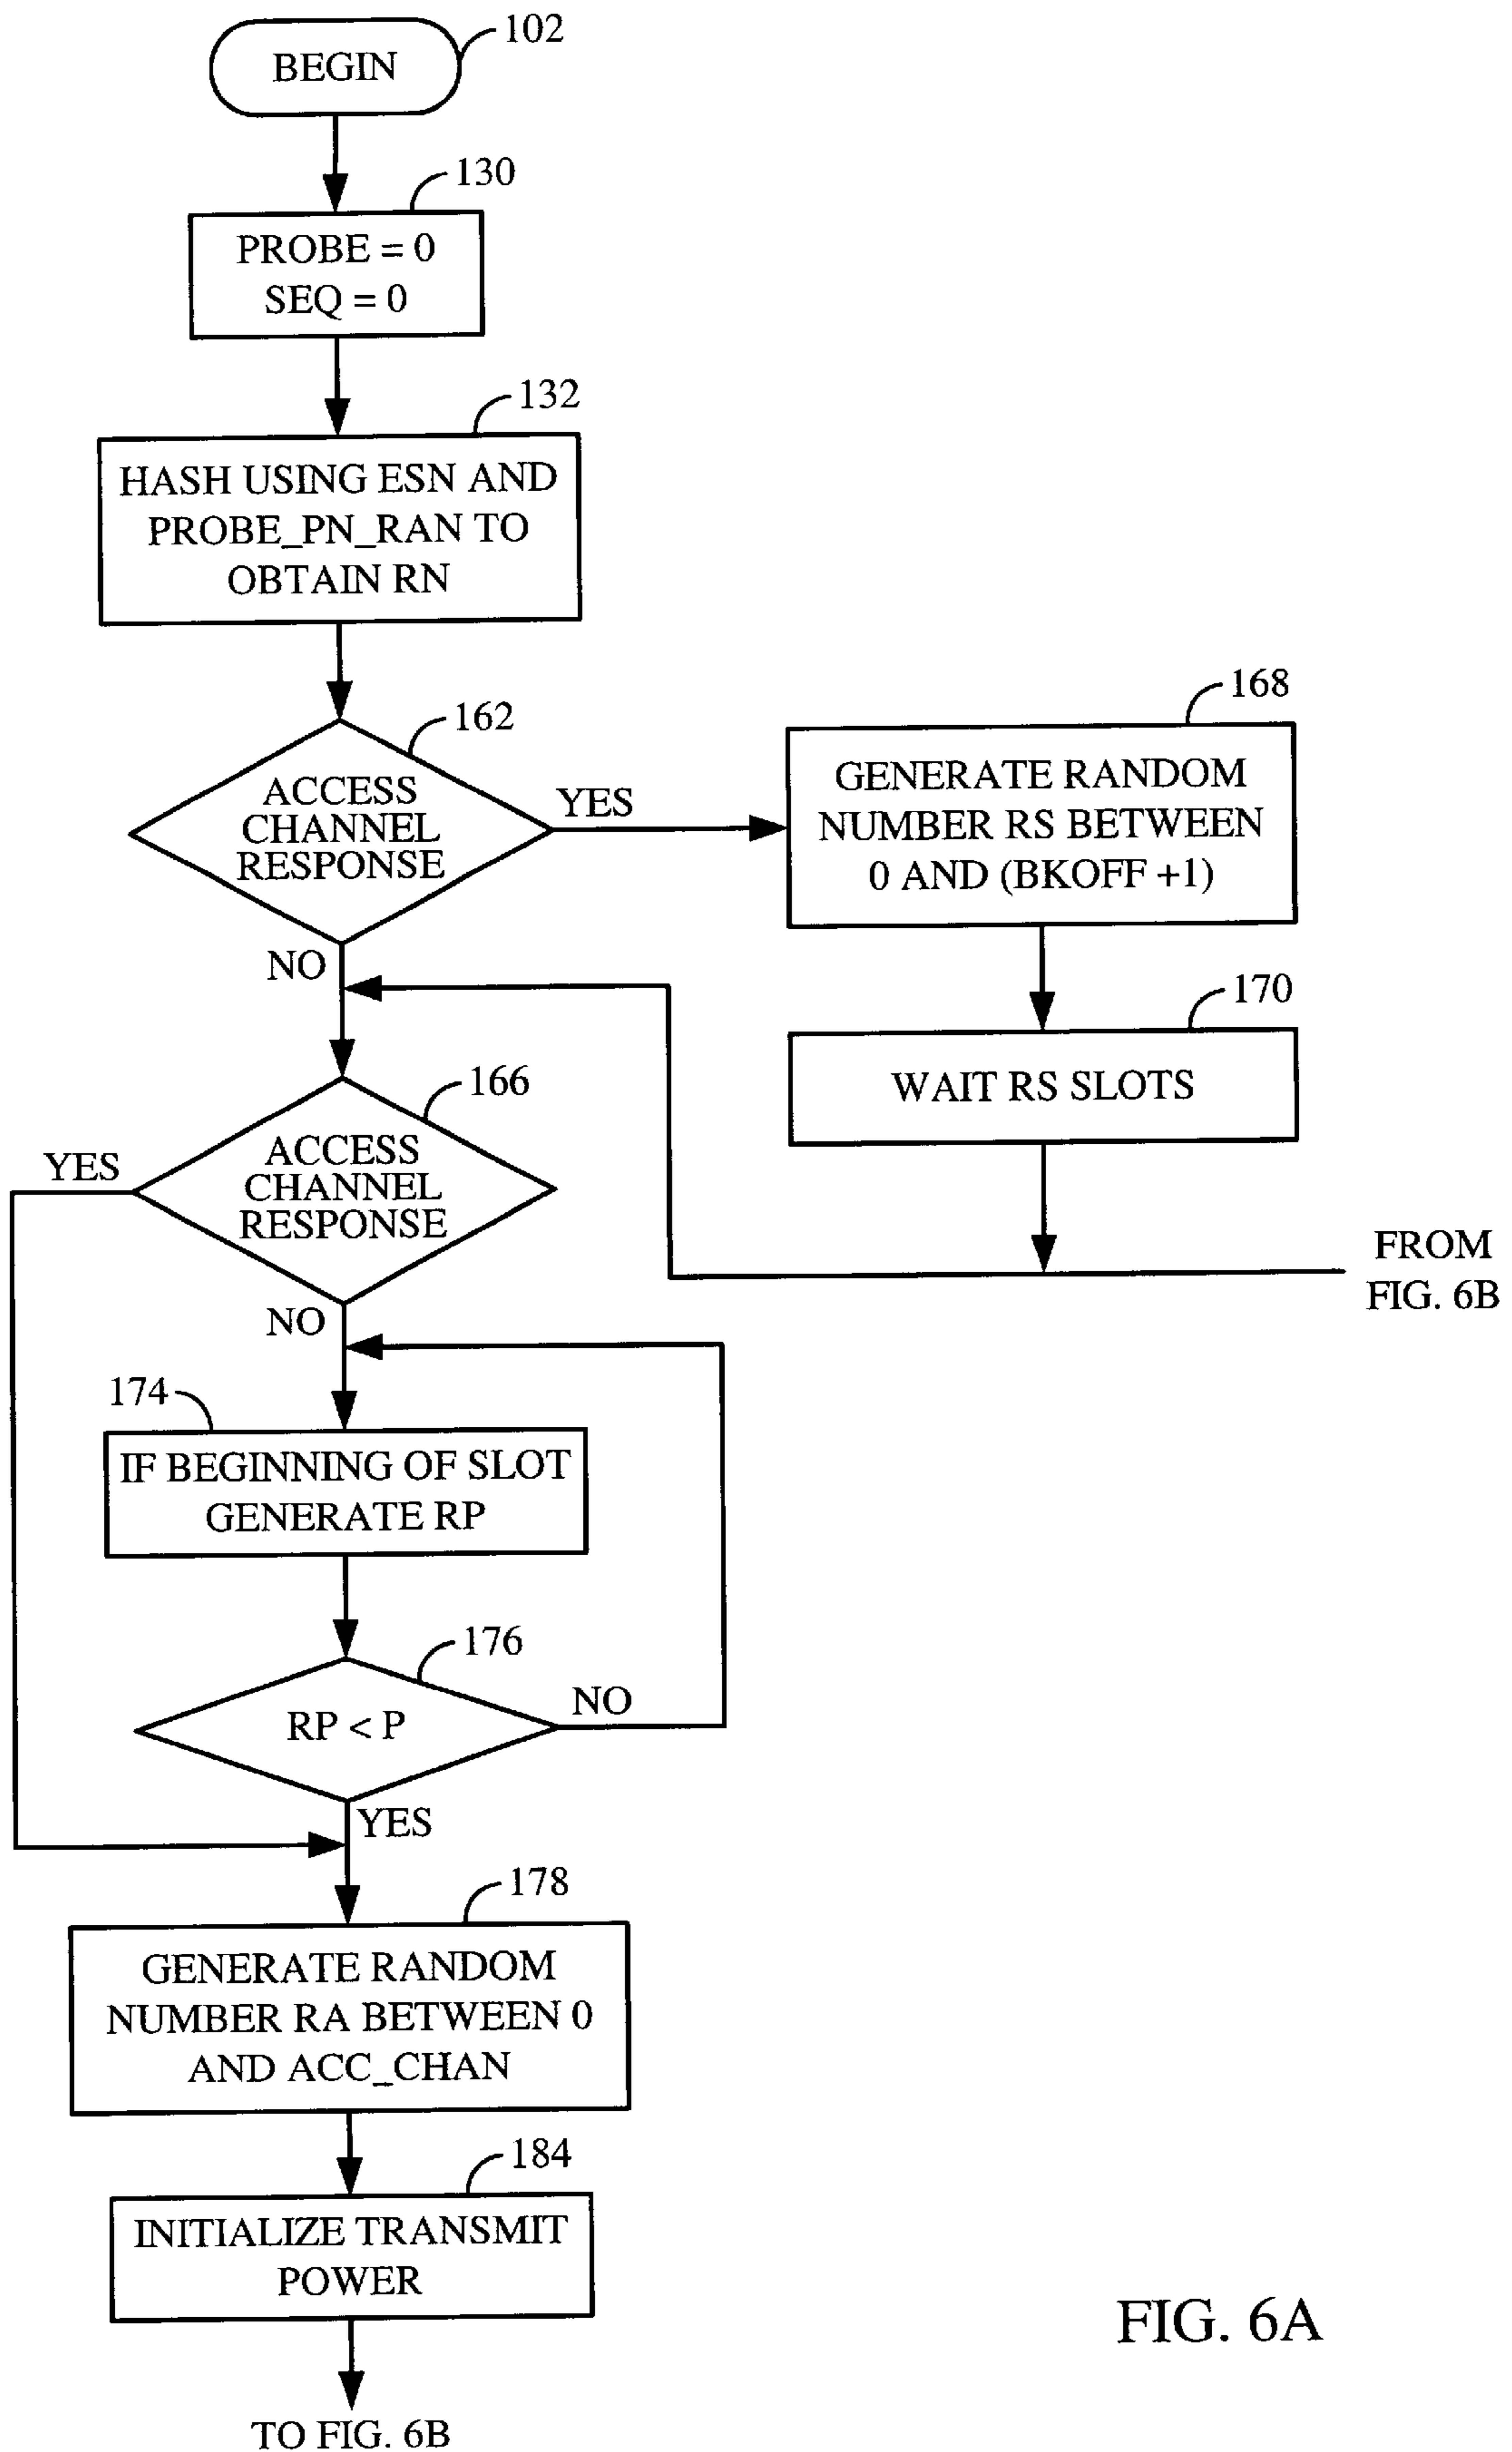 BEGIN
102
130
PROBE = 0
SEQ = 0
132
HASH USING ESN AND
PROBE_PN_RAN TO
OBTAIN RN
162
ACCESS
CHANNEL
RESPONSE
YES
NO
168
GENERATE RANDOM
NUMBER RS BETWEEN
0 AND (BKOFF +1)
170
WAIT RS SLOTS
FROM
FIG. 6B
166
ACCESS
CHANNEL
RESPONSE
YES
NO
174
IF BEGINNING OF SLOT
GENERATE RP
176
RP < P
NO
YES
178
GENERATE RANDOM
NUMBER RA BETWEEN 0
AND ACC_CHAN
184
INITIALIZE TRANSMIT
POWER
TO FIG. 6B
FIG. 6A